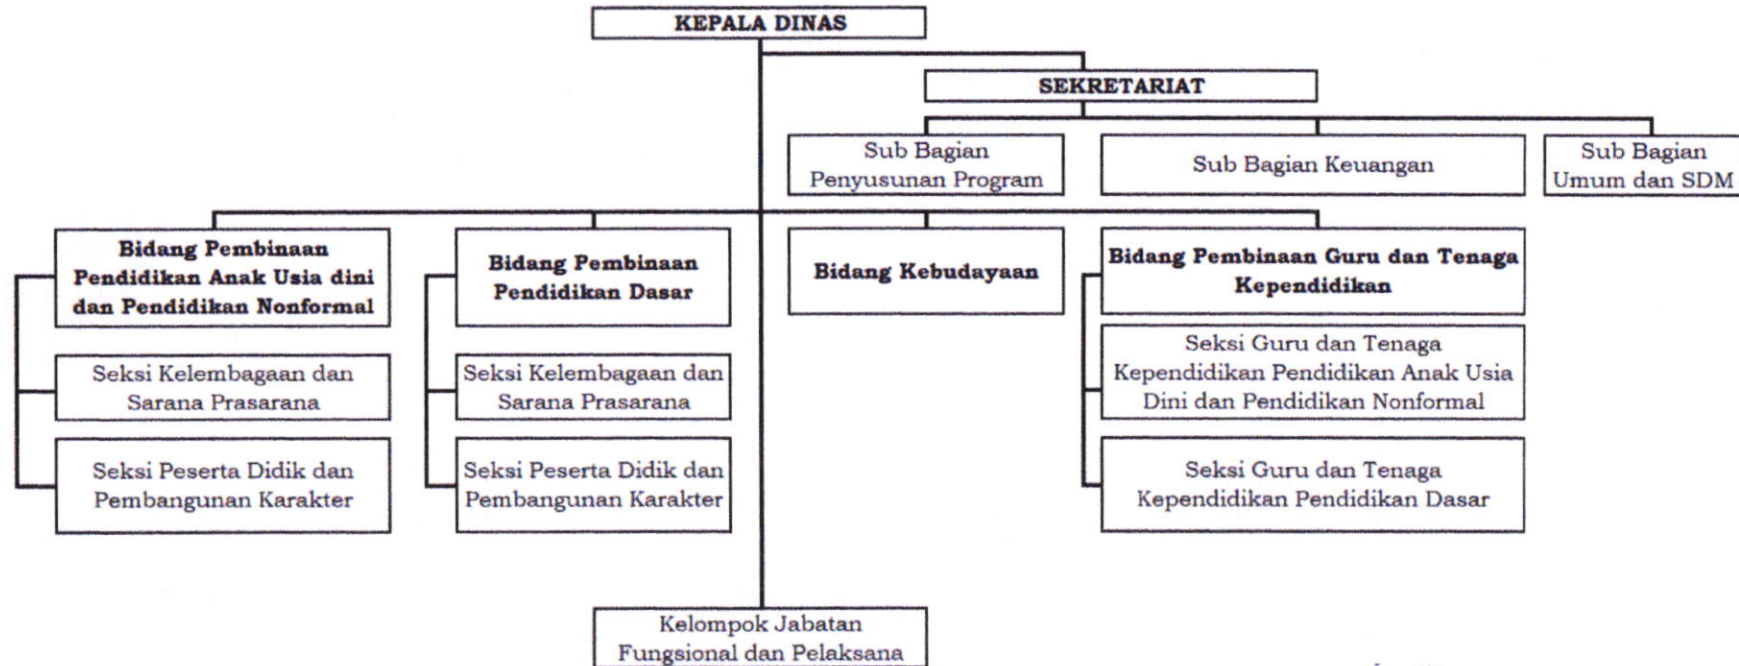 KEPALA DINAS
SEKRETARIAT
Sub Bagian
Penyusunan Program
Sub Bagian Keuangan
Sub Bagian
Umum dan SDM
Bidang Pembinaan
Pendidikan Anak Usia dini
dan Pendidikan Nonformal
Bidang Pembinaan
Pendidikan Dasar
Bidang Kebudayaan
Bidang Pembinaan Guru dan Tenaga
Kependidikan
Seksi Kelembagaan dan
Sarana Prasarana
Seksi Kelembagaan dan
Sarana Prasarana
Seksi Guru dan Tenaga
Kependidikan Pendidikan Anak Usia
Dini dan Pendidikan Nonformal
Seksi Peserta Didik dan
Pembangunan Karakter
Seksi Peserta Didik dan
Pembangunan Karakter
Seksi Guru dan Tenaga
Kependidikan Pendidikan Dasar
Kelompok Jabatan
Fungsional dan Pelaksana